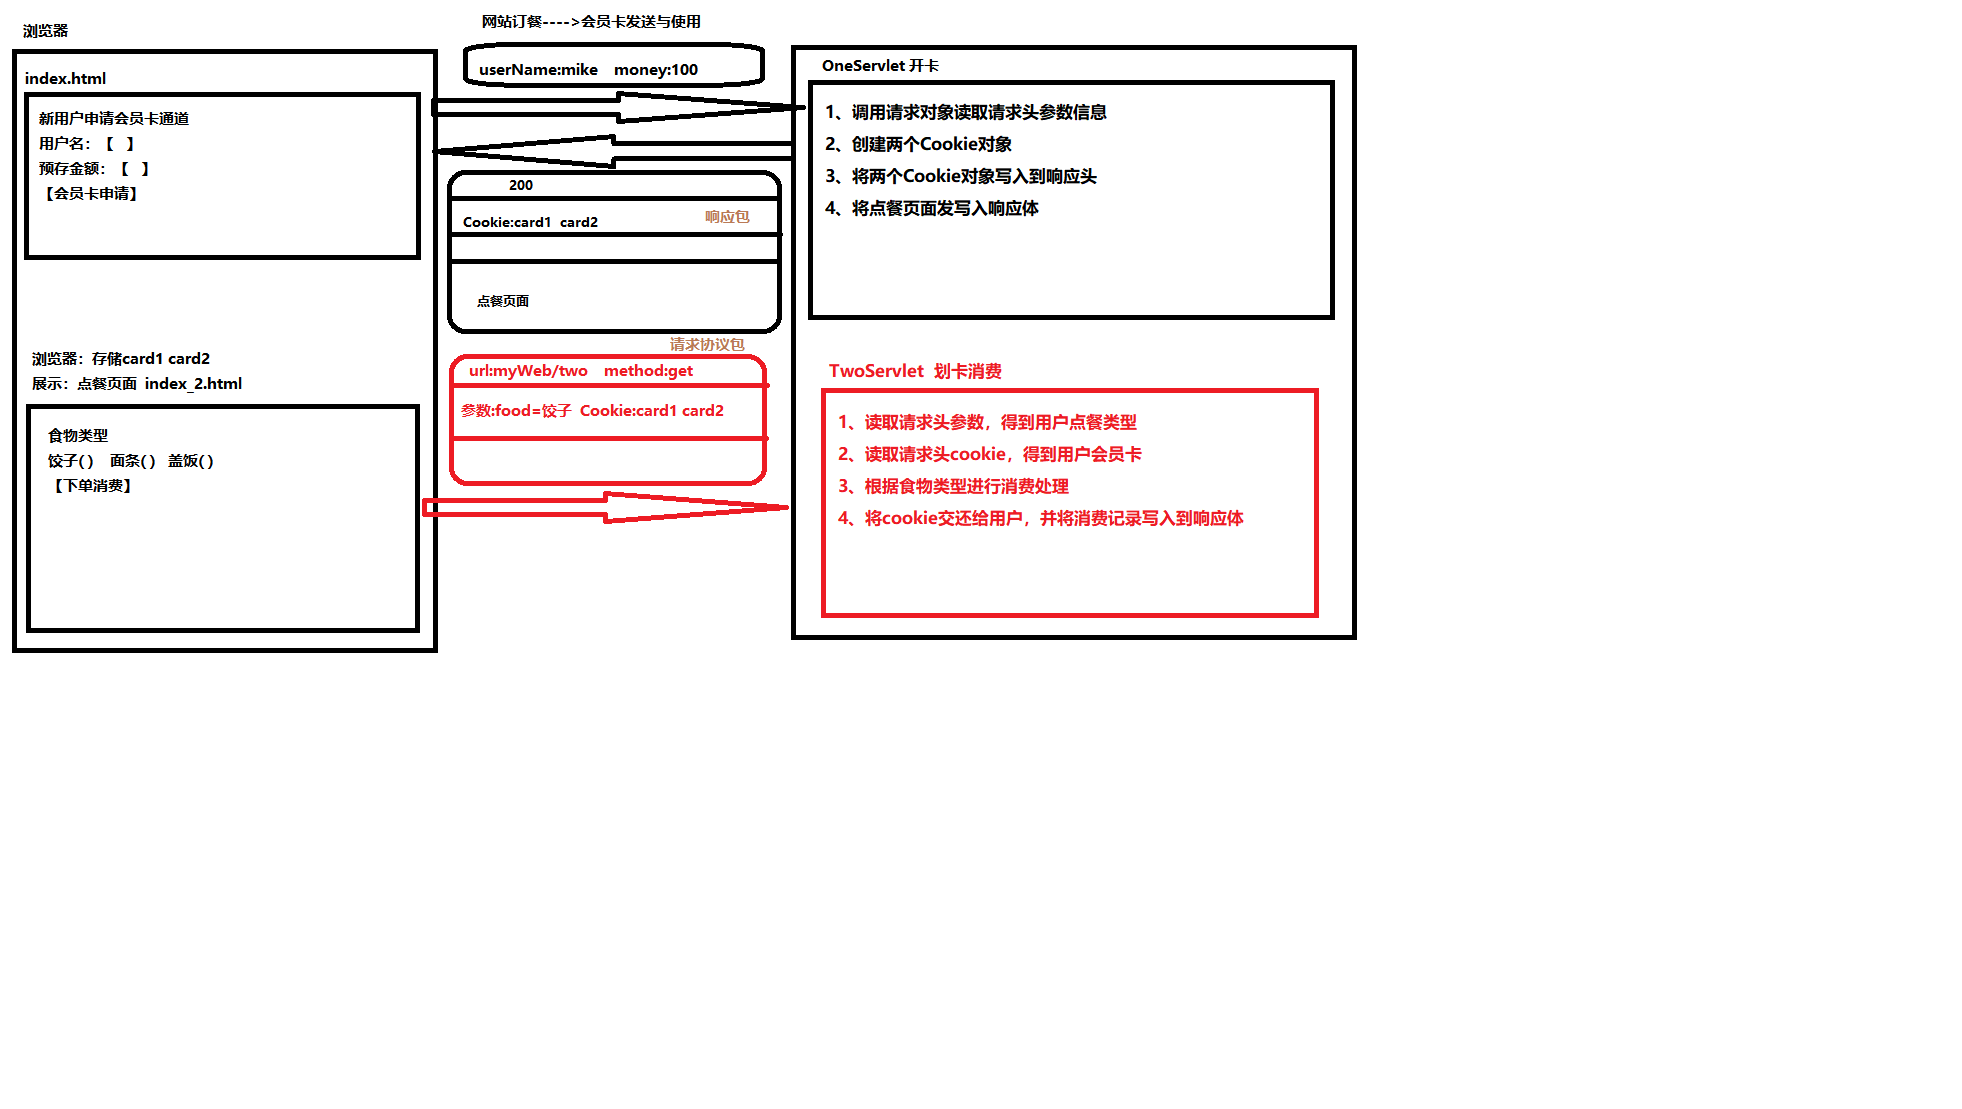 网站订餐---->会员卡发送与使用
浏览器
index.html
新用户申请会员卡通道
用户名：【   】
预存金额：【   】
【会员卡申请】
userName:mike    money:100
OneServlet 开卡
1、调用请求对象读取请求头参数信息
2、创建两个Cookie对象
3、将两个Cookie对象写入到响应头
4、将点餐页面发写入响应体
200
Cookie:card1  card2
响应包
点餐页面
浏览器：存储card1 card2
展示：点餐页面  index_2.html
食物类型
饺子( )    面条( )   盖饭( )
【下单消费】
请求协议包
url:myWeb/two    method:get
参数:food=饺子  Cookie:card1 card2
TwoServlet  划卡消费
1、读取请求头参数，得到用户点餐类型
2、读取请求头cookie，得到用户会员卡
3、根据食物类型进行消费处理
4、将cookie交还给用户，并将消费记录写入到响应体